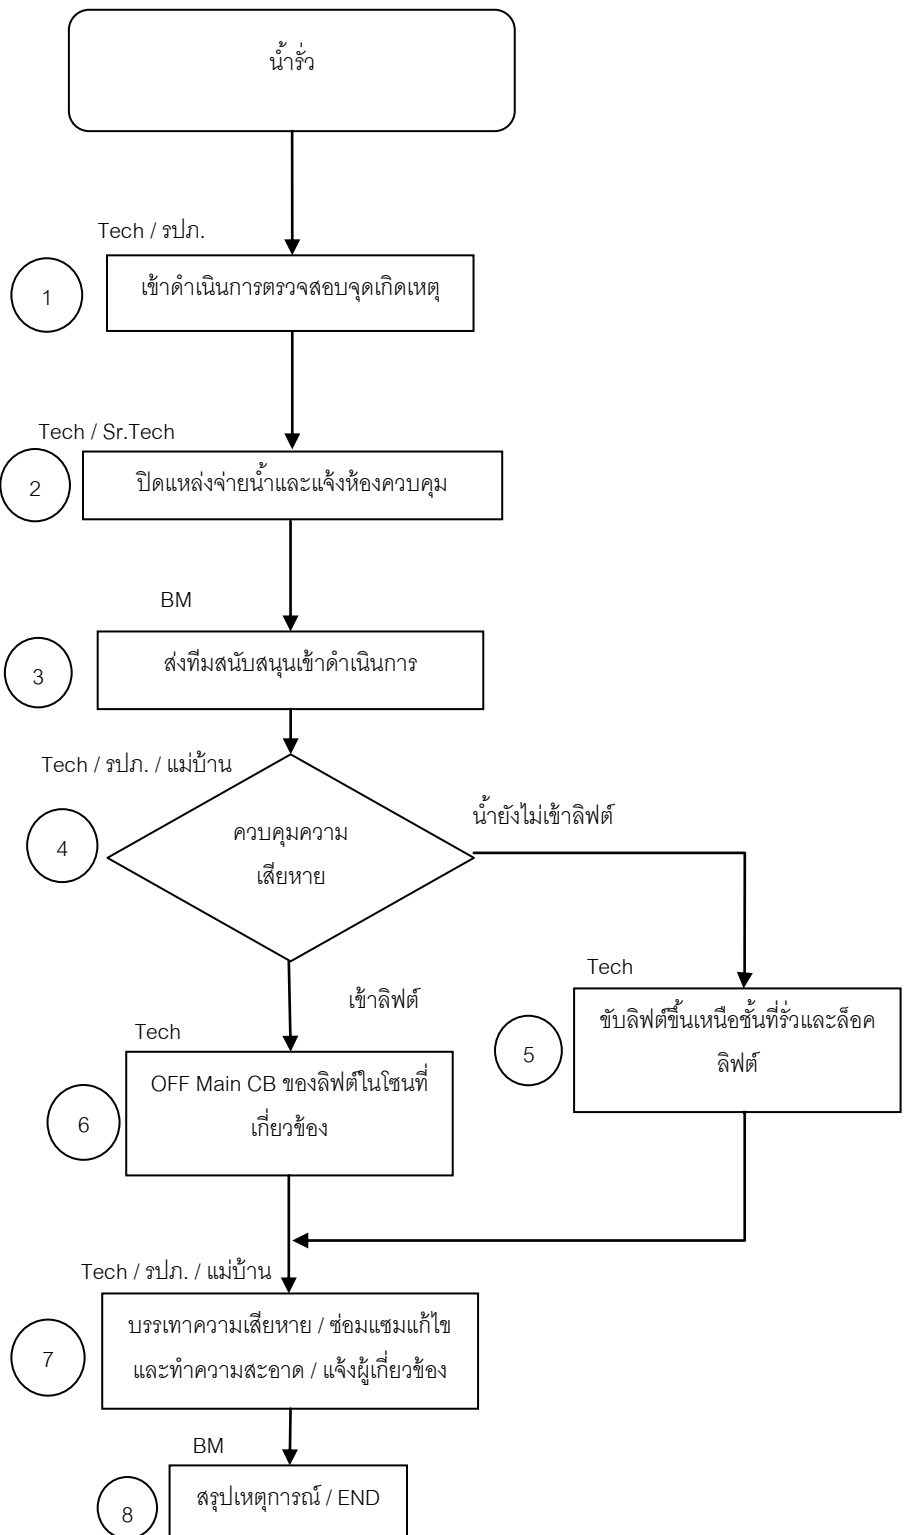 น้ำรั่ว
Tech / รปภ.
1
เข้าดำเนินการตรวจสอบจุดเกิดเหตุ
Tech / Sr.Tech
2
ปิดแหล่งจ่ายน้ำและแจ้งห้องควบคุม
BM
3
ส่งทีมสนับสนุนเข้าดำเนินการ
Tech / รปภ. / แม่บ้าน
4
ควบคุมความ
เสียหาย
น้ำยังไม่เข้าลิฟต์
Tech
5
ขับลิฟต์ขึ้นเหนือชั้นที่รั่วและล็อค
ลิฟต์
เข้าลิฟต์
Tech
6
OFF Main CB ของลิฟต์ในโซนที่
เกี่ยวข้อง
Tech / รปภ. / แม่บ้าน
7
บรรเทาความเสียหาย / ซ่อมแซมแก้ไข
และทำความสะอาด / แจ้งผู้เกี่ยวข้อง
BM
8
สรุปเหตุการณ์ / END